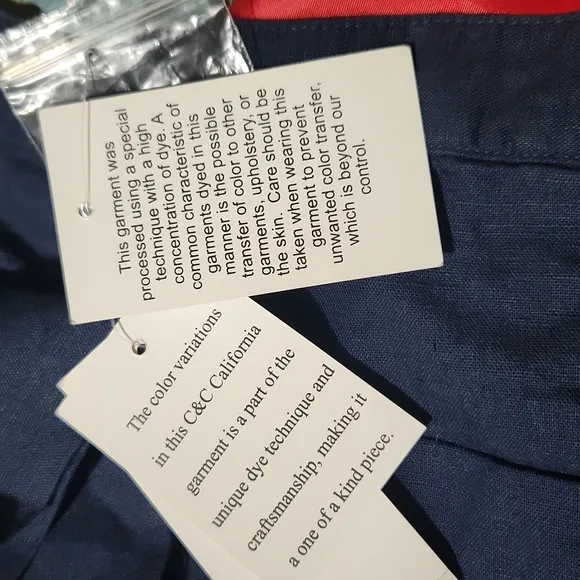 This garment was
processed using a special
technique with a high
concentration of dye. A
common characteristic of
garments dyed in this
manner is the possible
transfer of color to other
garments, upholstery, or
the skin. Care should be
taken when wearing this
garment to prevent
unwanted color transfer,
which is beyond our
control.
The color variations
in this C&C California
garment is a part of the
unique dye technique and
craftsmanship, making it
a one of a kind piece.